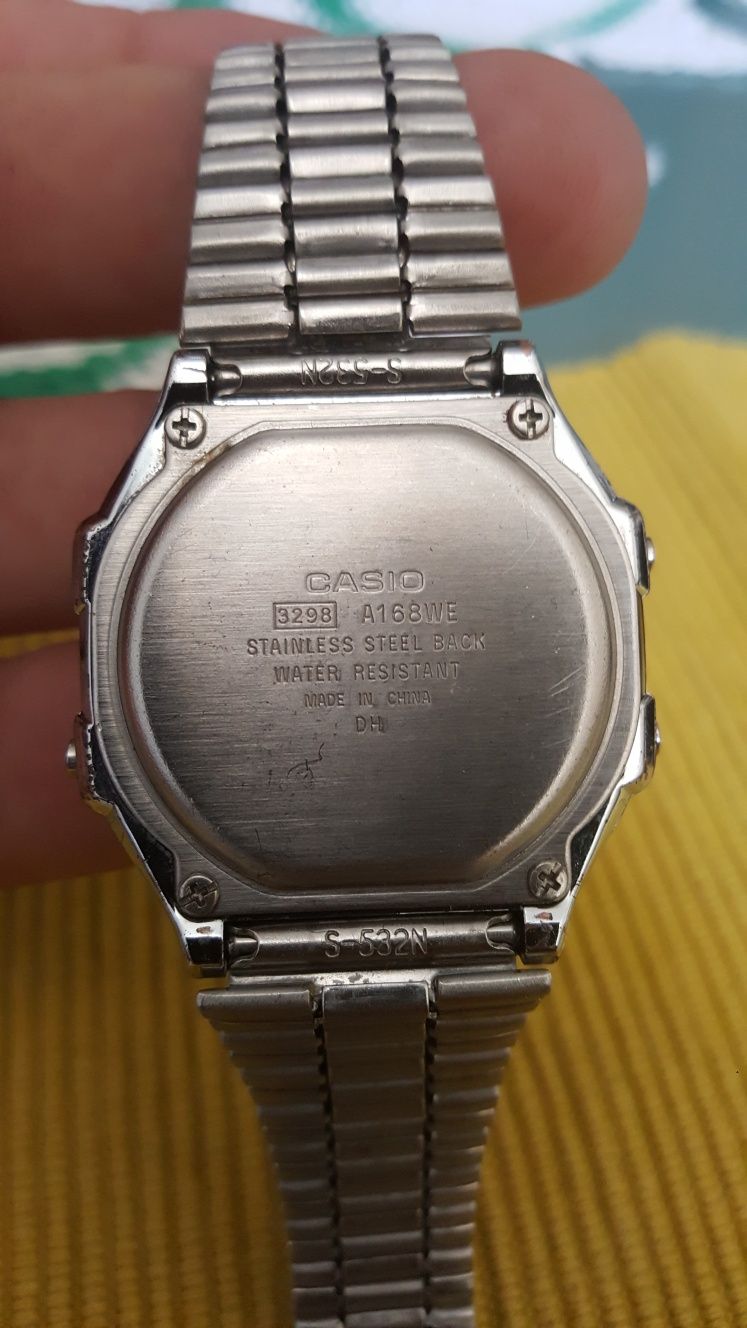 S-532N
CASIO
3298 A168WE
STAINLESS STEEL BACK
WATER RESISTANT
MADE IN CHINA
DH
S-532N